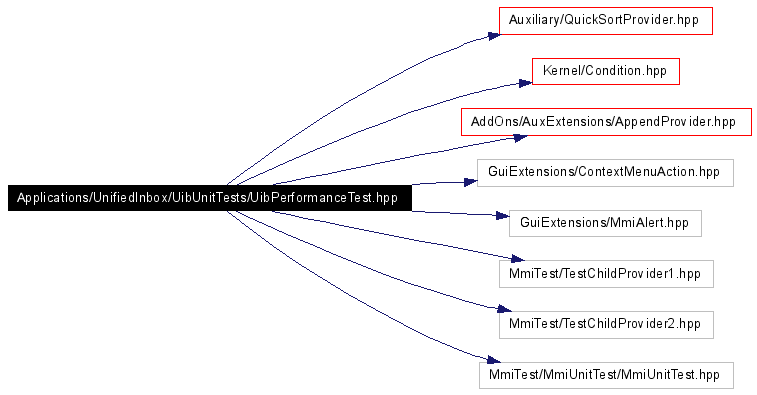 Auxiliary/QuickSortProvider.hpp
Kernel/Condition.hpp
AddOns/AuxExtensions/AppendProvider.hpp
GuiExtensions/ContextMenuAction.hpp
Applications/UnifiedInbox/UibUnitTests/UibPerformanceTest.hpp
GuiExtensions/MmiAlert.hpp
MmiTest/TestChildProvider1.hpp
MmiTest/TestChildProvider2.hpp
MmiTest/MmiUnitTest/MmiUnitTest.hpp